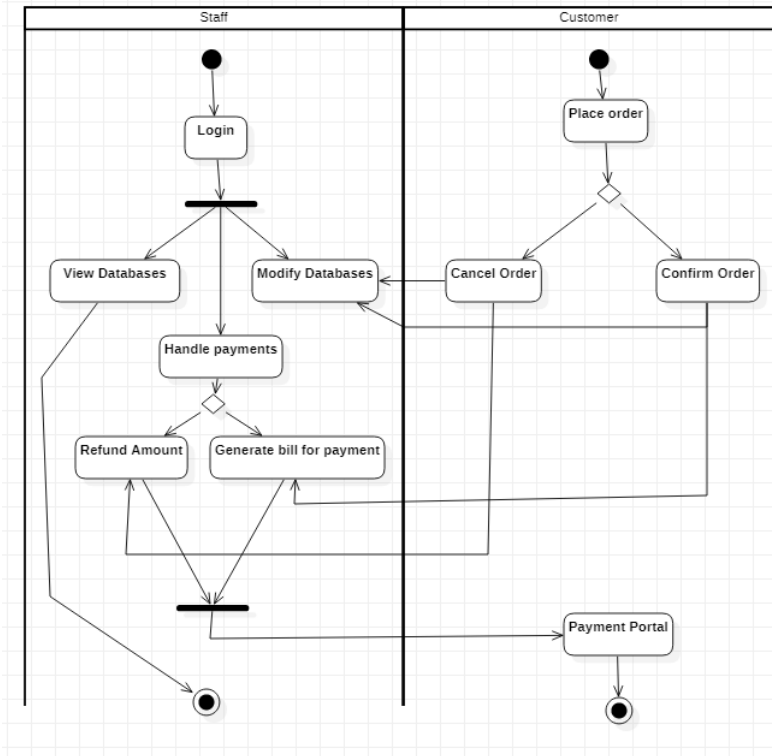 Staff
Customer
Place order
Login
View Databases
Modify Databases
Cancel Order
Confirm Order
Handle payments
Refund Amount
Generate bill for payment
Payment Portal